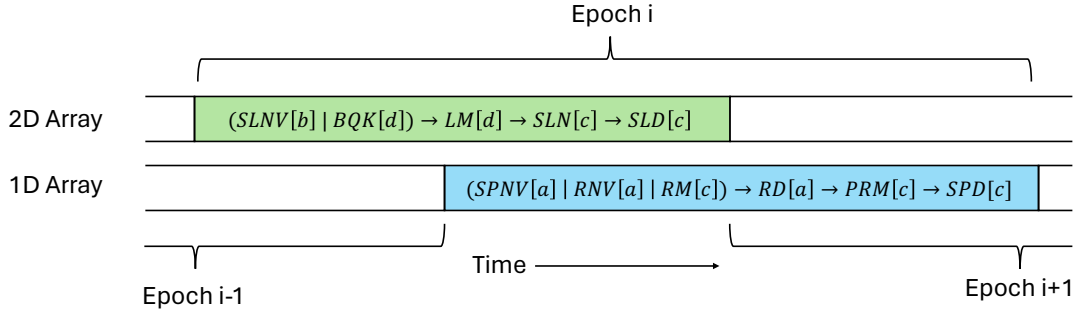 Epoch i
2D Array
(SLNV[b] | BQK[d]) → LM[d] → SLN[c] → SLD[c]
1D Array
(SPNV[a] | RNV[a] | RM[c]) → RD[a] → PRM[c] → SPD[c]
Time
Epoch i-1
Epoch i+1